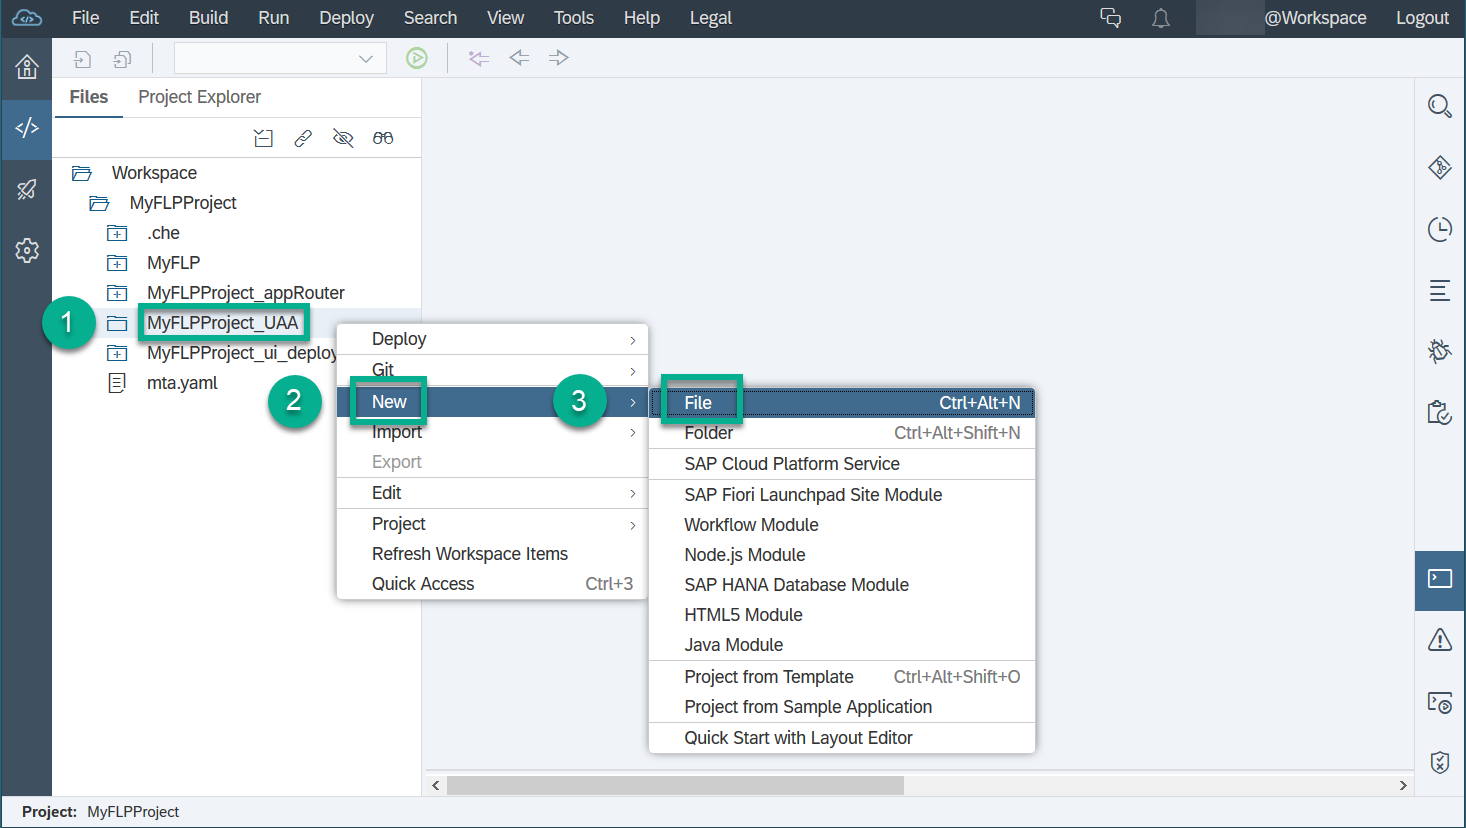 File Edit Build Run Deploy Search View Tools Help Legal @Workspace Logout
Files Project Explorer
Workspace
MyFLPProject
.che
MyFLP
MyFLPProject_appRouter
1 MyFLPProject_UAA
MyFLPProject_ui_deploy
mta.yaml
Deploy
Git
2 New
Import
Export
Edit
Project
Refresh Workspace Items
Quick Access Ctrl+3
3 File Ctrl+Alt+N
Folder Ctrl+Alt+Shift+N
SAP Cloud Platform Service
SAP Fiori Launchpad Site Module
Workflow Module
Node.js Module
SAP HANA Database Module
HTML5 Module
Java Module
Project from Template Ctrl+Alt+Shift+O
Project from Sample Application
Quick Start with Layout Editor
Project: MyFLPProject